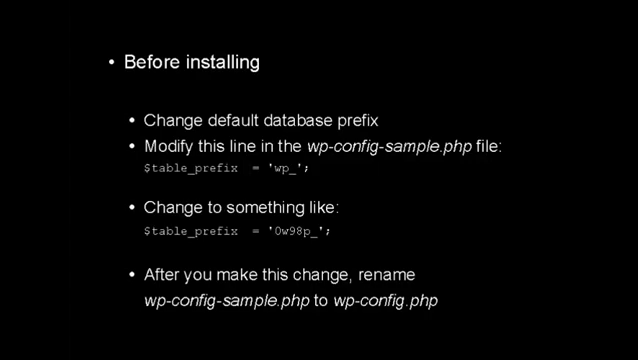 • Before installing
• Change default database prefix
• Modify this line in the wp-config-sample.php file:
$table_prefix  = 'wp_';
• Change to something like:
$table_prefix  = '0w98p_';
• After you make this change, rename
wp-config-sample.php to wp-config.php